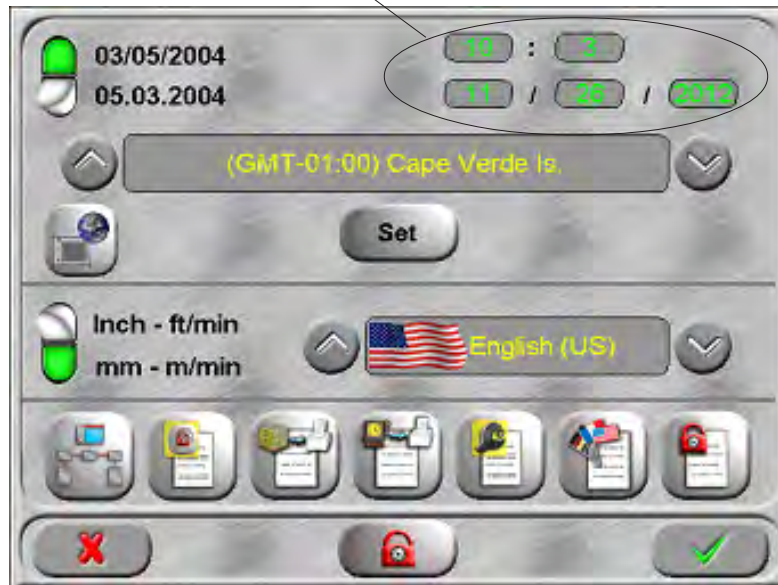 03/05/2004
05.03.2004
10 : 3
11 / 28 / 2012
(GMT-01:00) Cape Verde Is.
Set
Inch - ft/min
mm - m/min
English (US)